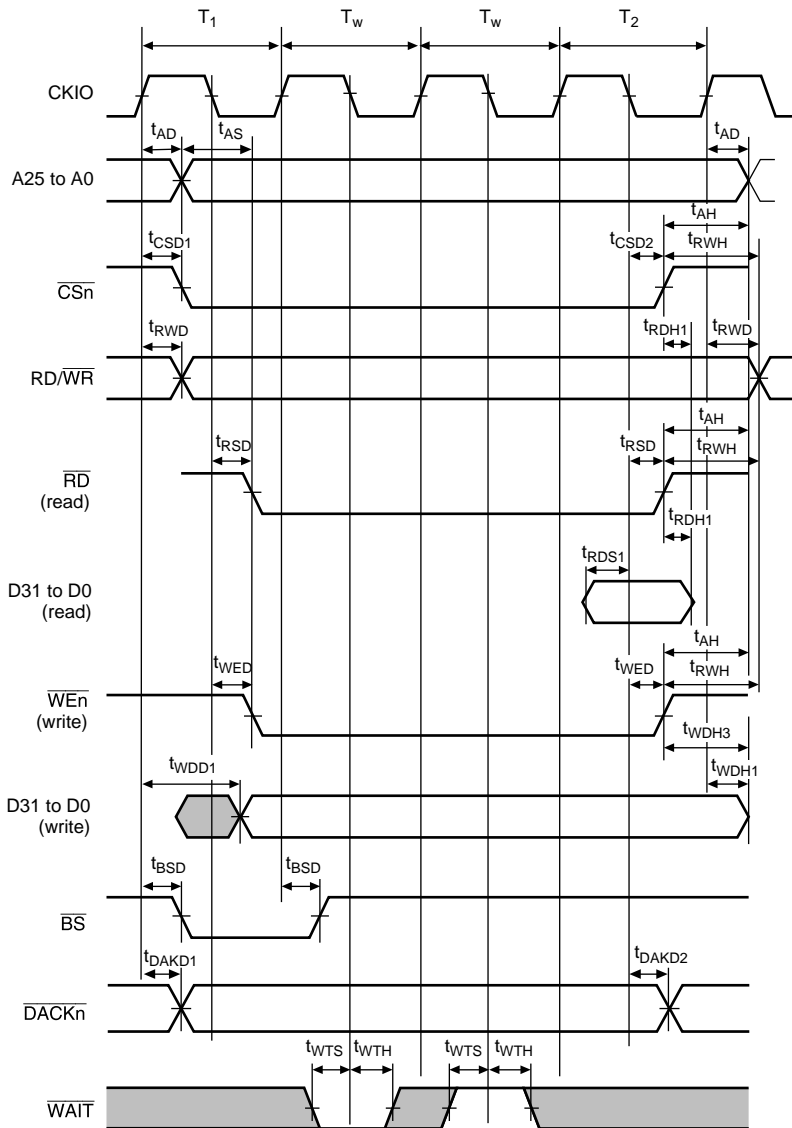 T1 Tw Tw T2
CKIO
tAD tAS tAD
A25 to A0
tAH
tCSD1 tCSD2 tRWH
CSn
tRDH1 tRWD
tRWD
RD/WR
tAH
tRSD tRSD tRWH
RD
(read)
tRDH1
tRDS1
D31 to D0
(read)
tAH
tWED tWED tRWH
WEn
(write)
tWDH3
tWDD1 tWDH1
D31 to D0
(write)
tBSD tBSD
BS
tDAKD1 tDAKD2
DACKn
tWTS tWTH tWTS tWTH
WAIT